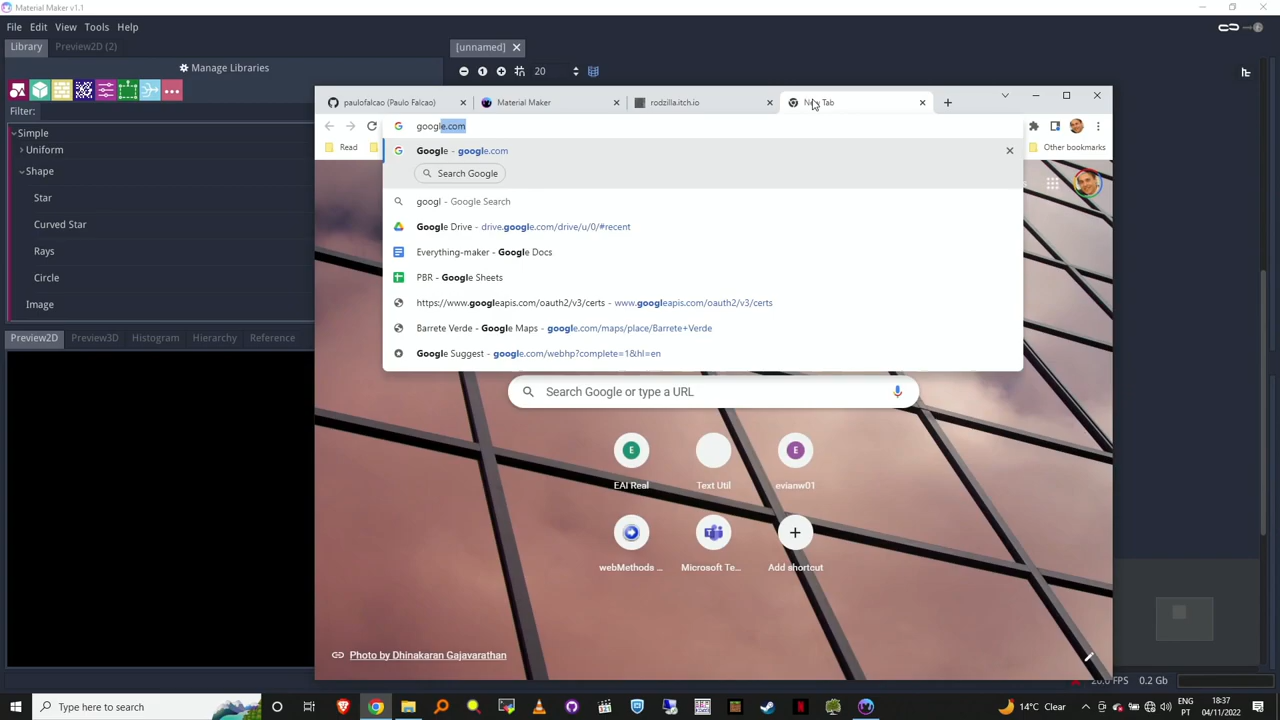 Material Maker v1.1
File Edit View Tools Help
Library Preview2D (2)
[unnamed]
Manage Libraries
20
Filter:
Simple
Uniform
Shape
Star
Curved Star
Rays
Circle
Image
Preview2D Preview3D Histogram Hierarchy Reference
paulofalcao (Paulo Falcao)
Material Maker
rodzilla.itch.io
google.com
Read
Other bookmarks
Google - google.com
Search Google
googl - Google Search
Google Drive - drive.google.com/drive/u/0/#recent
Everything-maker - Google Docs
PBR - Google Sheets
https://www.googleapis.com/oauth2/v3/certs - www.googleapis.com/oauth2/v3/certs
Barrete Verde - Google Maps - google.com/maps/place/Barrete+Verde
Google Suggest - google.com/webhp?complete=1&hl=en
Search Google or type a URL
E
E
EAI Real
Text Util
evianw01
webMethods ...
Microsoft Te...
Add shortcut
Photo by Dhinakaran Gajavarathan
20.0 FPS 0.2 Gb
Type here to search
14°C Clear
ENG
PT
18:37
04/11/2022